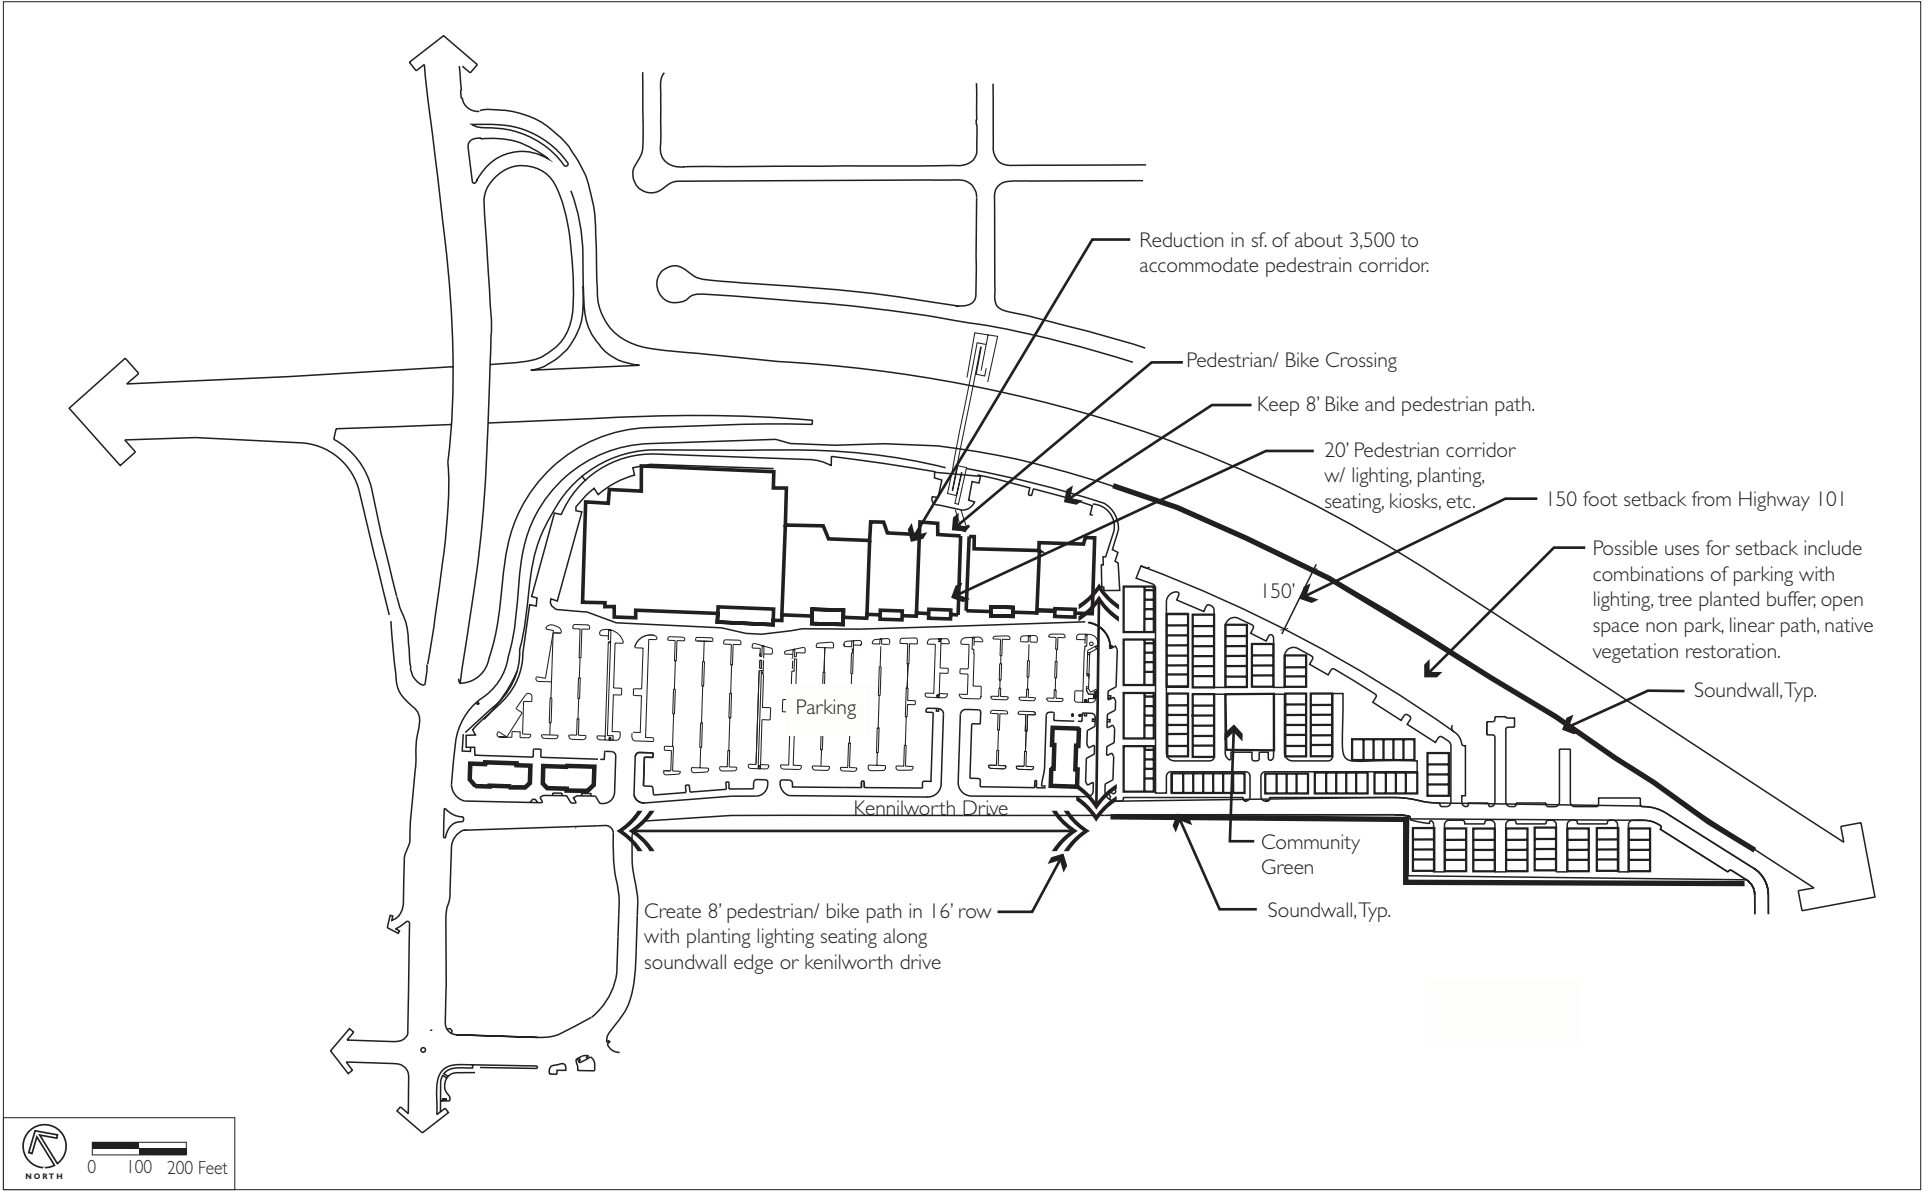 Reduction in sf. of about 3,500 to
accommodate pedestrain corridor.
Pedestrian/ Bike Crossing
Keep 8’ Bike and pedestrian path.
20’ Pedestrian corridor
w/ lighting, planting,
seating, kiosks, etc.
150 foot setback from Highway 101
Possible uses for setback include
combinations of parking with
lighting, tree planted buffer, open
space non park, linear path, native
vegetation restoration.
150’
Soundwall, Typ.
Parking
Kennilworth Drive
Community
Green
Soundwall, Typ.
Create 8’ pedestrian/ bike path in 16’ row
with planting lighting seating along
soundwall edge or kenilworth drive
NORTH
0 100 200 Feet